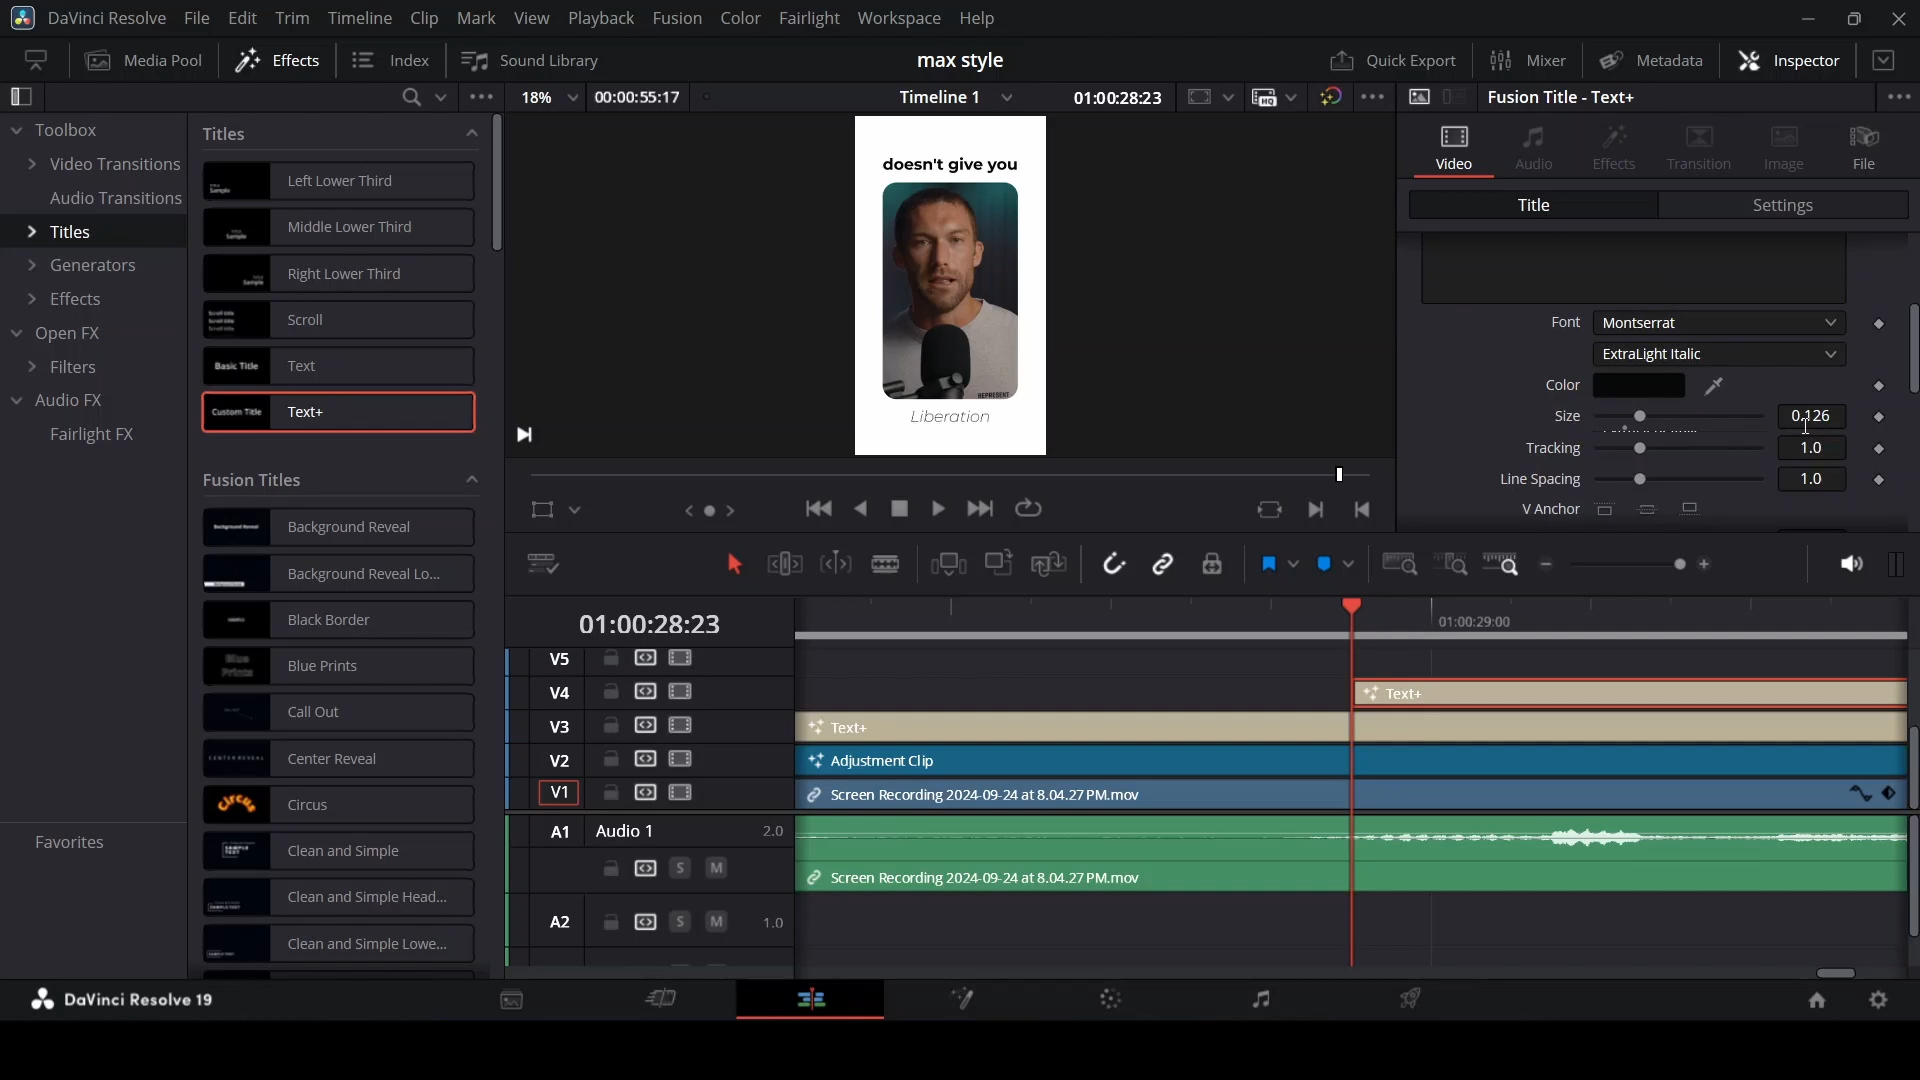 DaVinci Resolve File Edit Trim Timeline Clip Mark View Playback Fusion Color Fairlight Workspace Help
Media Pool Effects Index Sound Library max style Quick Export Mixer Metadata Inspector
18% 00:00:55:17 Timeline 1 01:00:28:23 Fusion Title - Text+
Toolbox
Video Transitions
Audio Transitions
Titles
Generators
Effects
Open FX
Filters
Audio FX
Fairlight FX
Favorites
Titles
Left Lower Third
Middle Lower Third
Right Lower Third
Scroll
Basic Title Text
Custom Title Text+
Fusion Titles
Background Reveal
Background Reveal Lo...
Black Border
Blue Prints Blue Prints
Call Out
CENTER REVEAL Center Reveal
Circus Circus
Clean and Simple
Clean and Simple Head...
Clean and Simple Lowe...
doesn't give you
REPRESENT
Liberation
Video Audio Effects Transition Image File
Title Settings
Font Montserrat
ExtraLight Italic
Color
Size 0.126
Tracking 1.0
Line Spacing 1.0
V Anchor
01:00:28:23 01:00:29:00
V5
V4 Text+
V3 Text+
V2 Adjustment Clip
V1 Screen Recording 2024-09-24 at 8.04.27 PM.mov
A1 Audio 1 2.0
S M Screen Recording 2024-09-24 at 8.04.27 PM.mov
A2 S M 1.0
DaVinci Resolve 19